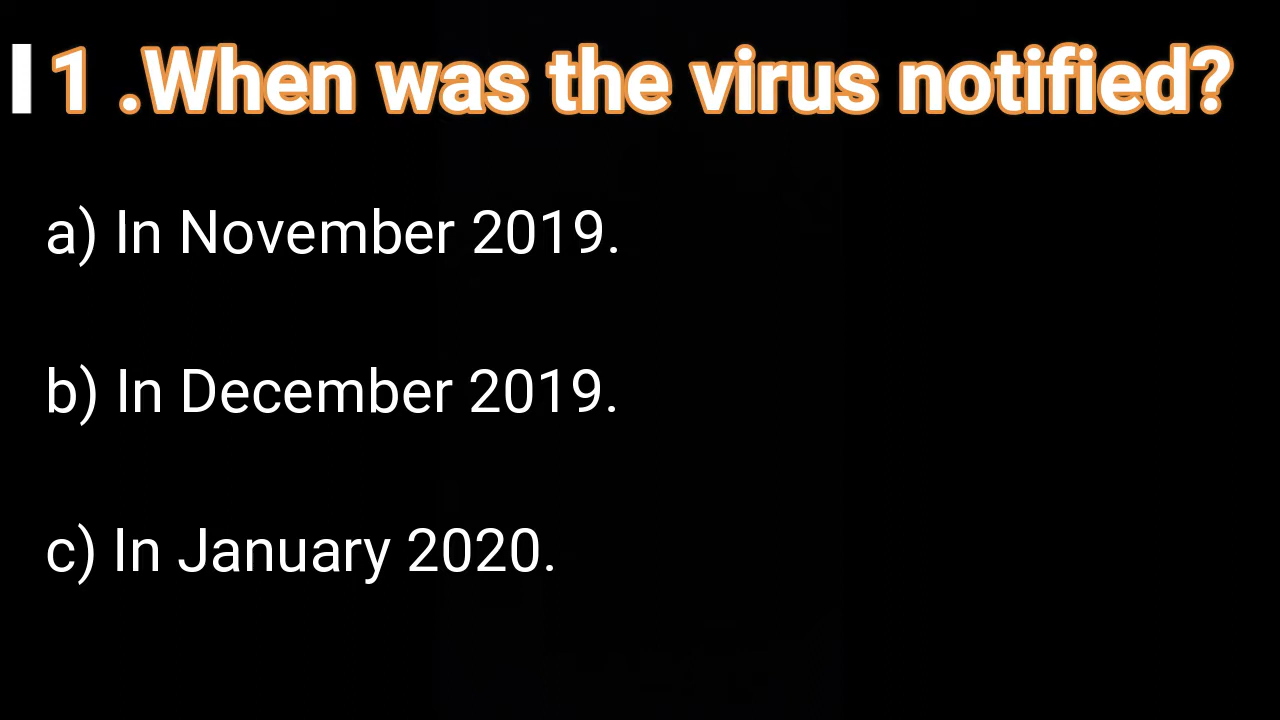 1 .When was the virus notified?
a) In November 2019.
b) In December 2019.
c) In January 2020.